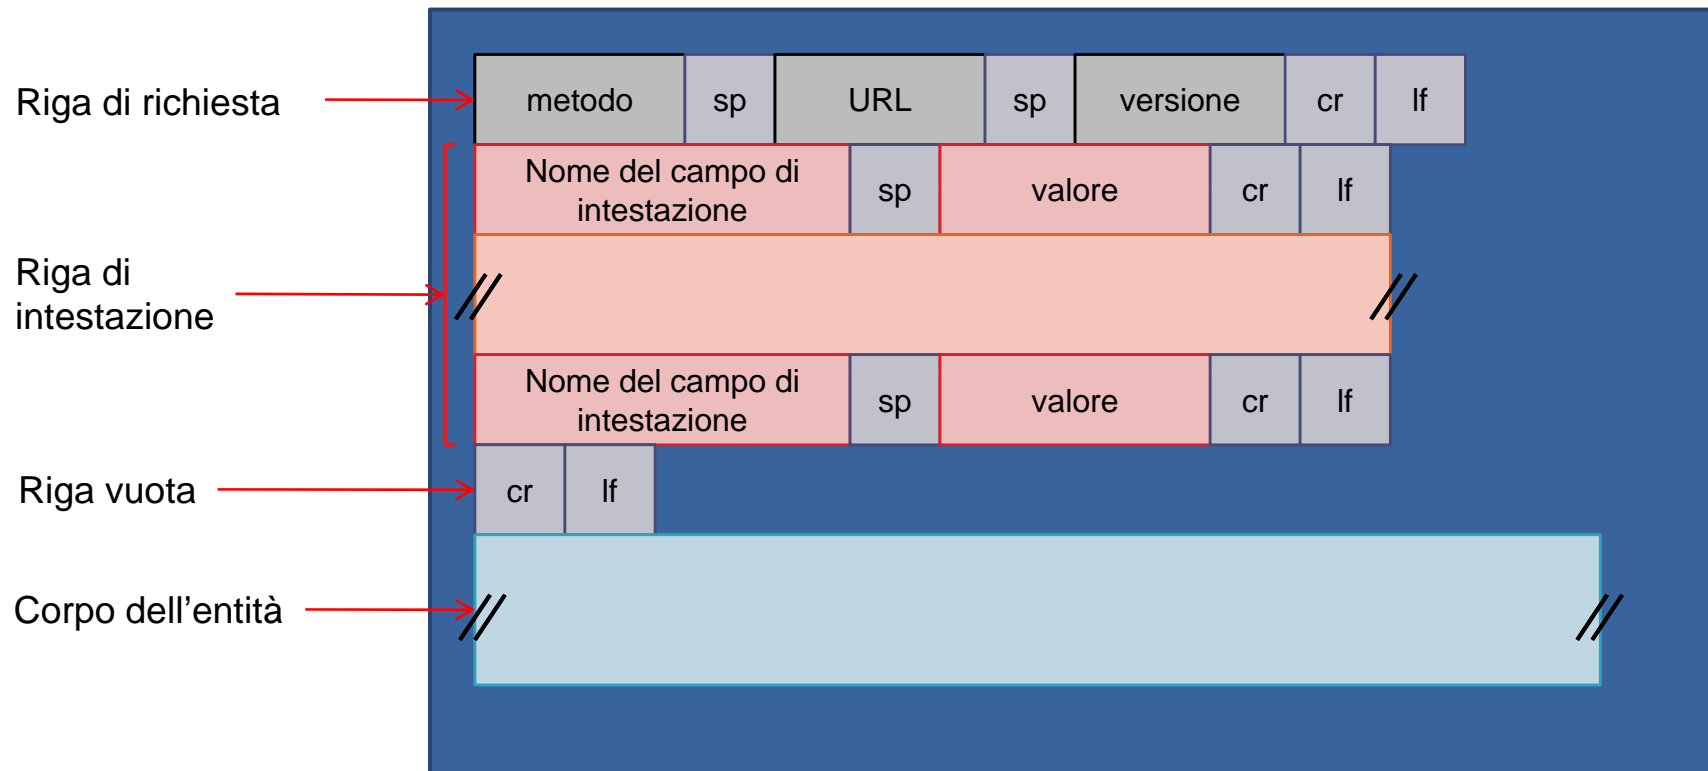 Riga di richiesta
metodo sp URL sp versione cr lf
Nome del campo di
intestazione sp valore cr lf
Riga di
intestazione
Nome del campo di
intestazione sp valore cr lf
Riga vuota
cr lf
Corpo dell’entità